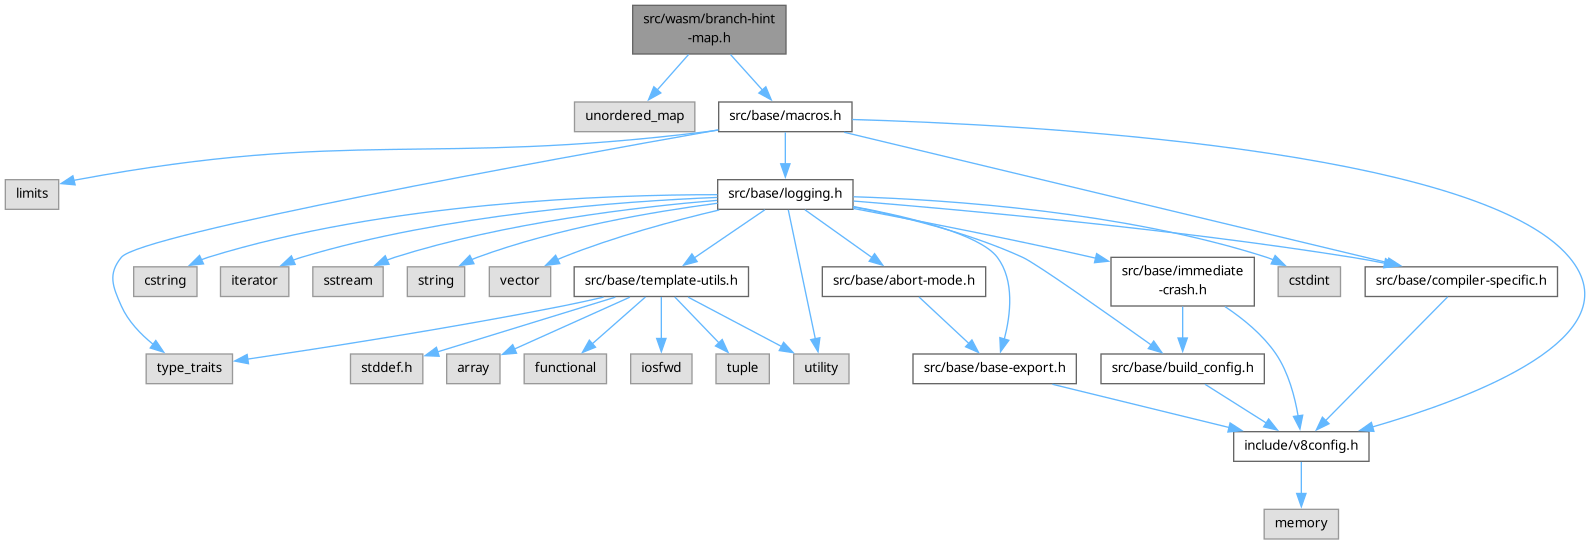 src/wasm/branch-hint
-map.h
unordered_map
src/base/macros.h
limits
src/base/logging.h
cstring
iterator
sstream
string
vector
src/base/template-utils.h
src/base/abort-mode.h
src/base/immediate
-crash.h
cstdint
src/base/compiler-specific.h
type_traits
stddef.h
array
functional
iosfwd
tuple
utility
src/base/base-export.h
src/base/build_config.h
include/v8config.h
memory